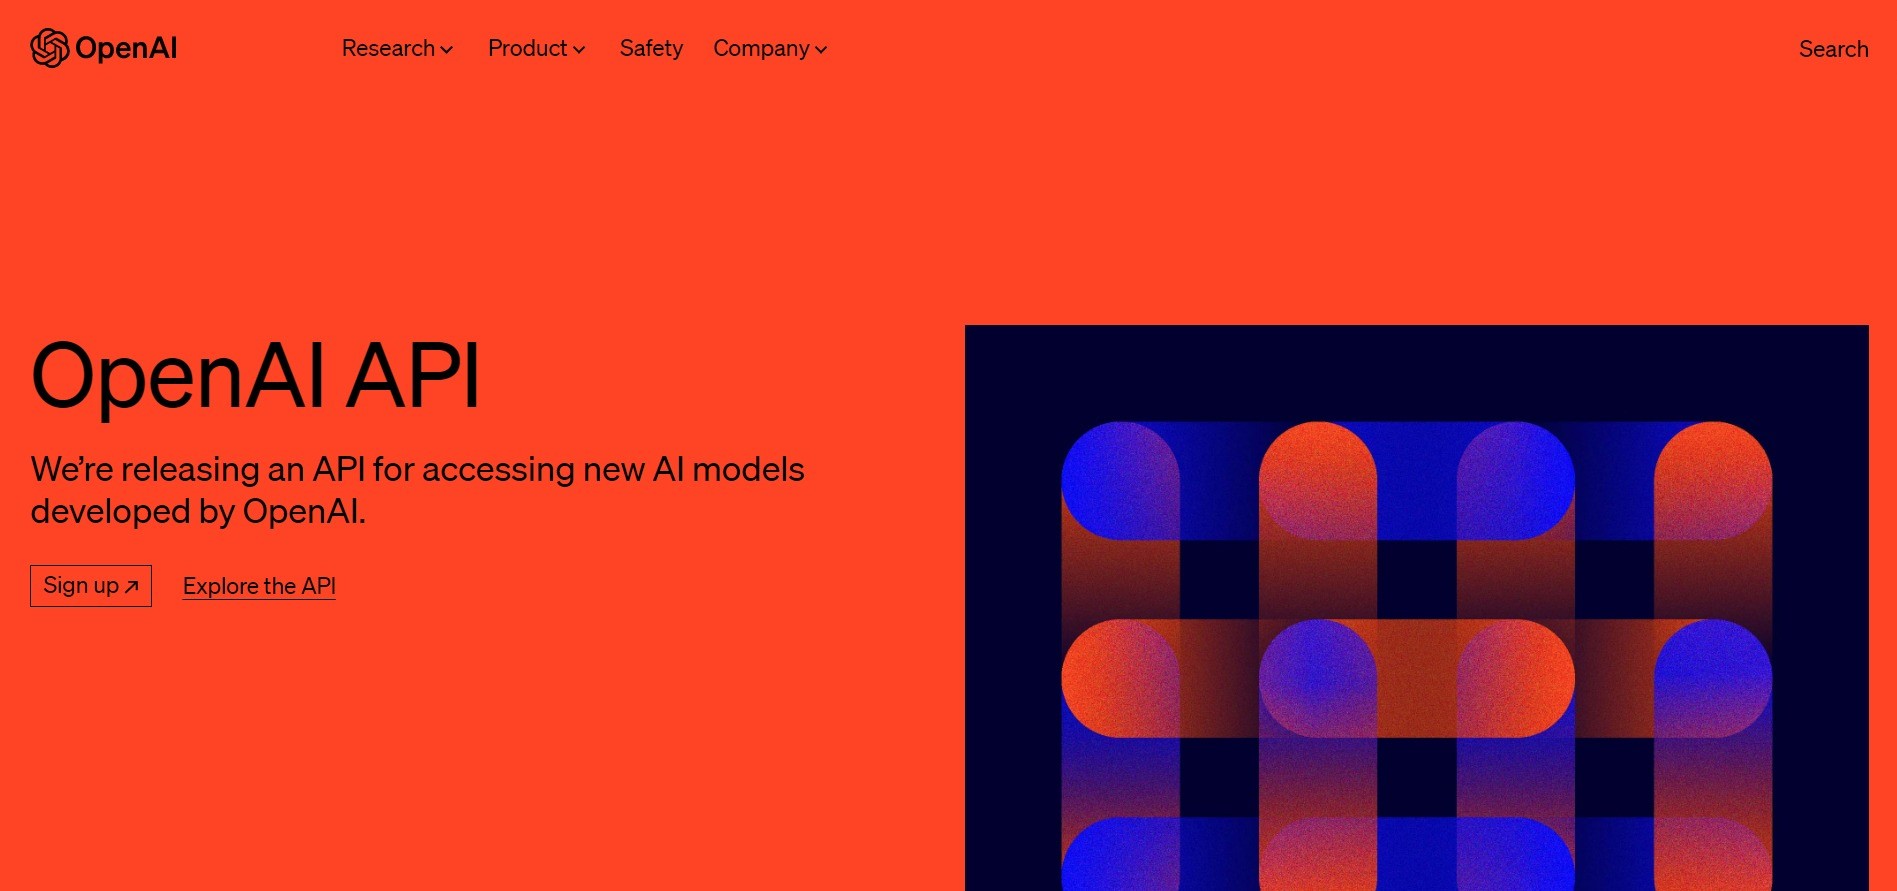 OpenAI
Research
Product
Safety
Company
Search
OpenAI API
We’re releasing an API for accessing new AI models
developed by OpenAI.
Sign up ↗
Explore the API